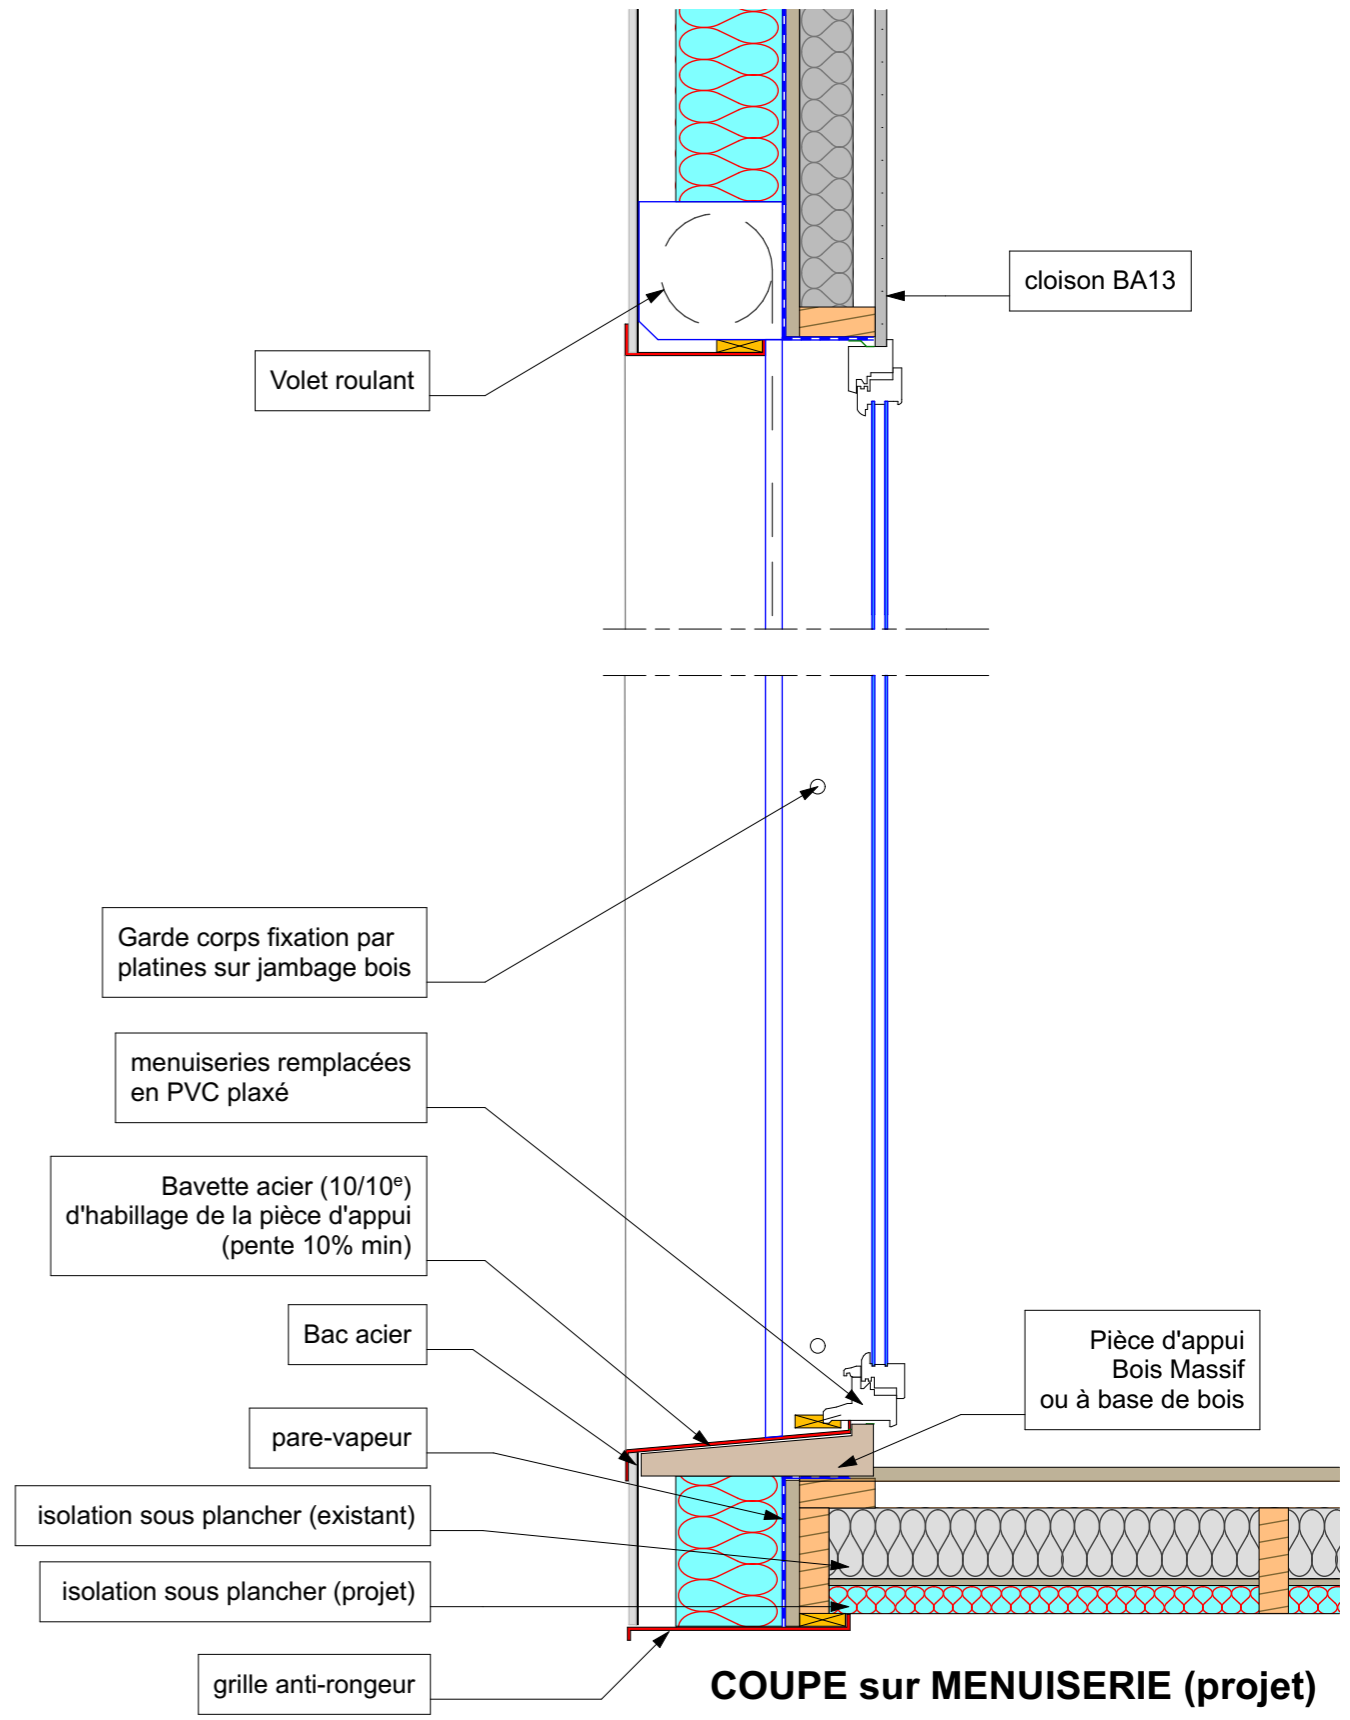 cloison BA13
Volet roulant
Garde corps fixation par
platines sur jambage bois
menuiseries remplacées
en PVC plaxé
Bavette acier (10/10ᵉ)
d'habillage de la pièce d'appui
(pente 10% min)
Bac acier
Pièce d'appui
Bois Massif
ou à base de bois
pare-vapeur
isolation sous plancher (existant)
isolation sous plancher (projet)
grille anti-rongeur
COUPE sur MENUISERIE (projet)